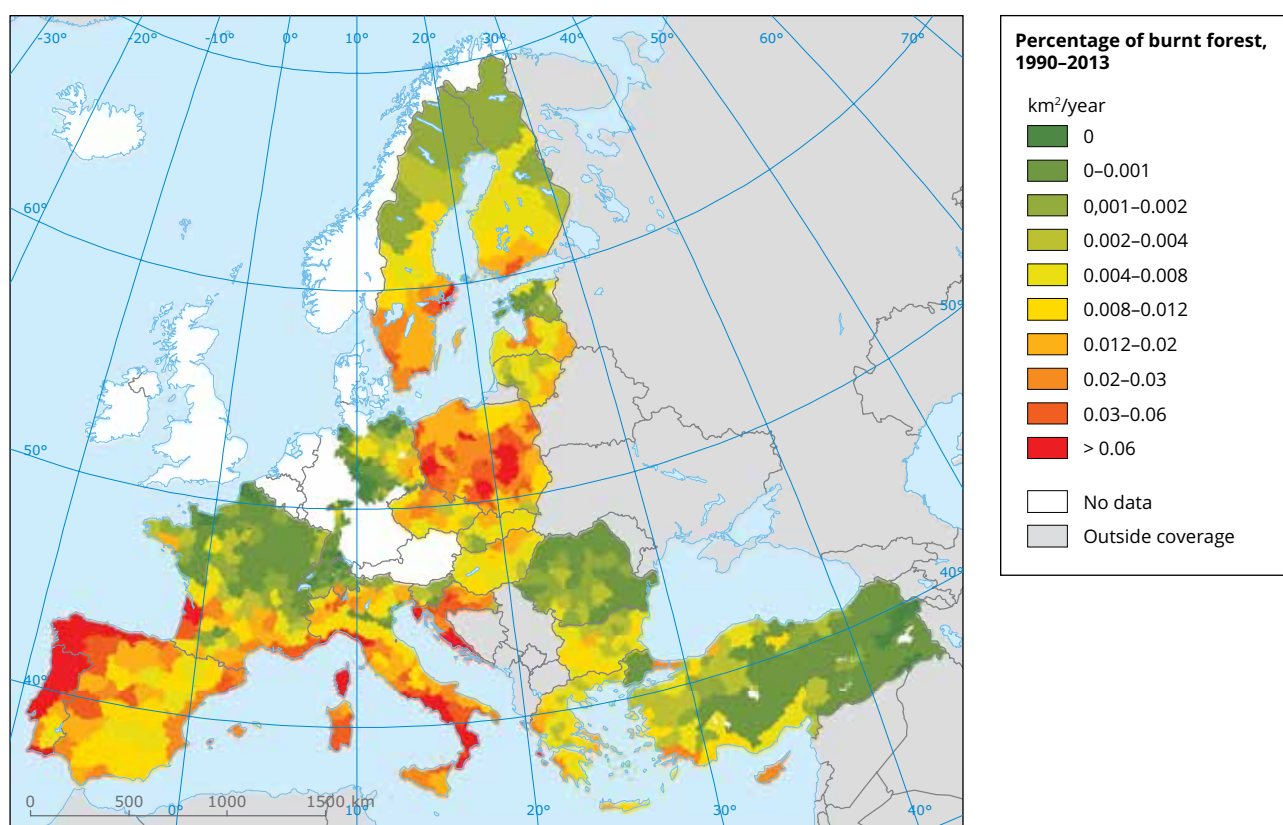 -30° -20° -10° 0° 10° 20° 30° 40° 50° 60° 70°
60°
50°
50°
40°
40°
0 500 1000 1500 km
0° 10° 20° 30° 40°
Percentage of burnt forest,
1990–2013
km²/year
0
0–0.001
0,001–0.002
0.002–0.004
0.004–0.008
0.008–0.012
0.012–0.02
0.02–0.03
0.03–0.06
> 0.06
No data
Outside coverage